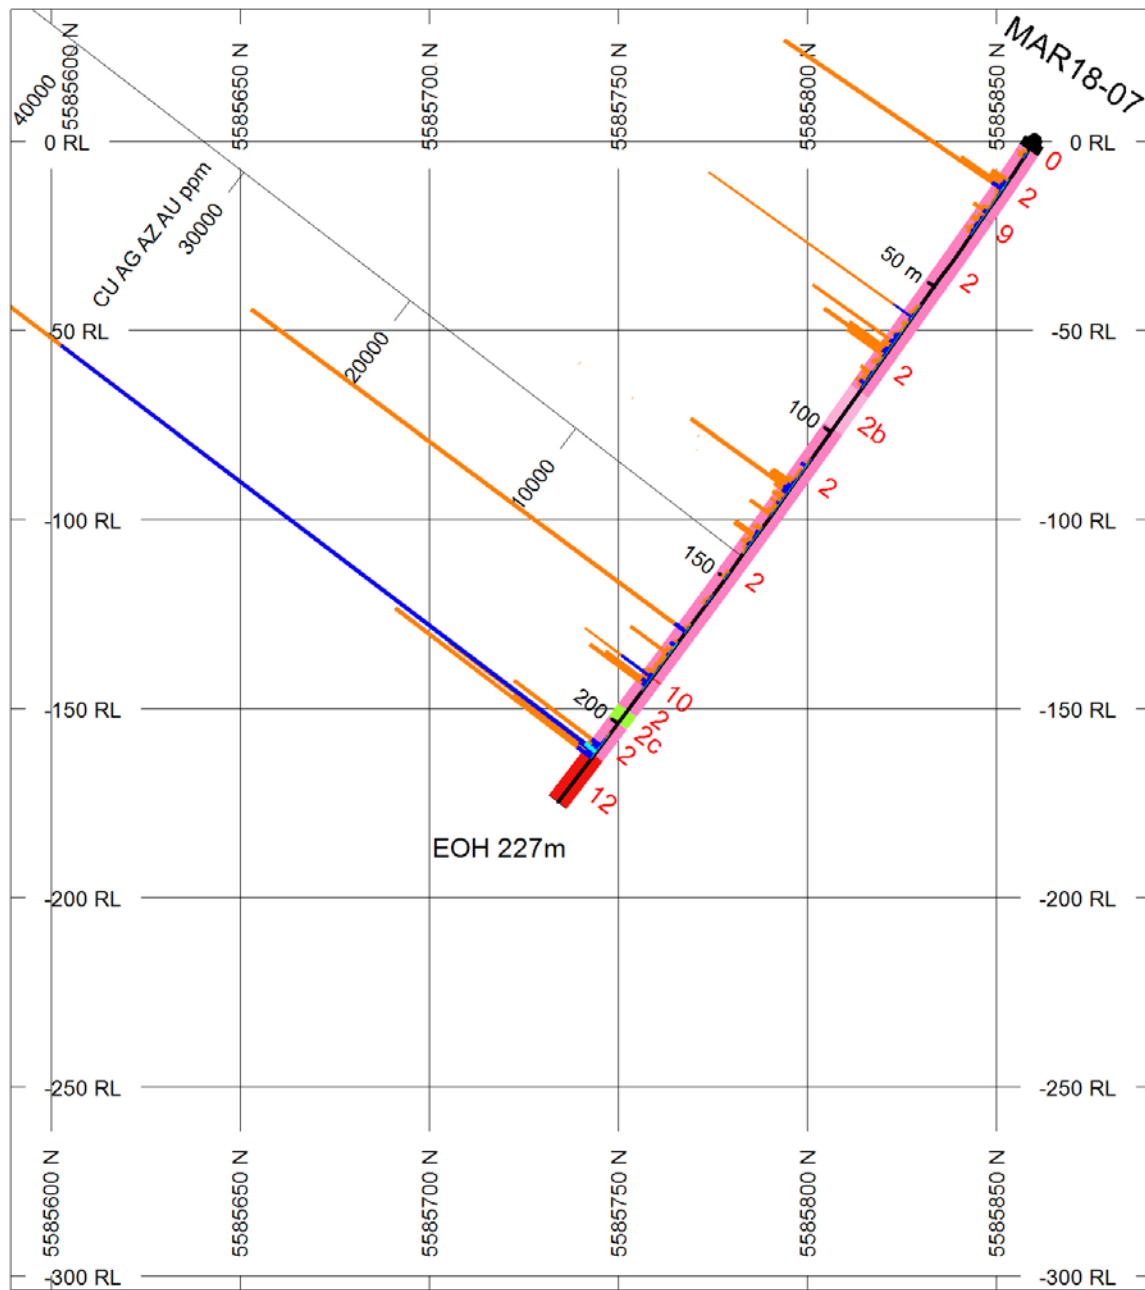 5585600 N
5585650 N
5585700 N
5585750 N
5585800 N
5585850 N
MAR18-07
40000
0 RL
0 RL
0
CU AG AZ AU ppm
30000
2
9
50 m
2
-50 RL
-50 RL
20000
2
100
2b
10000
2
-100 RL
-100 RL
150
2
10
200
2
-150 RL
-150 RL
2c
2
12
EOH 227m
-200 RL
-200 RL
-250 RL
-250 RL
5585600 N
5585650 N
5585700 N
5585750 N
5585800 N
5585850 N
-300 RL
-300 RL